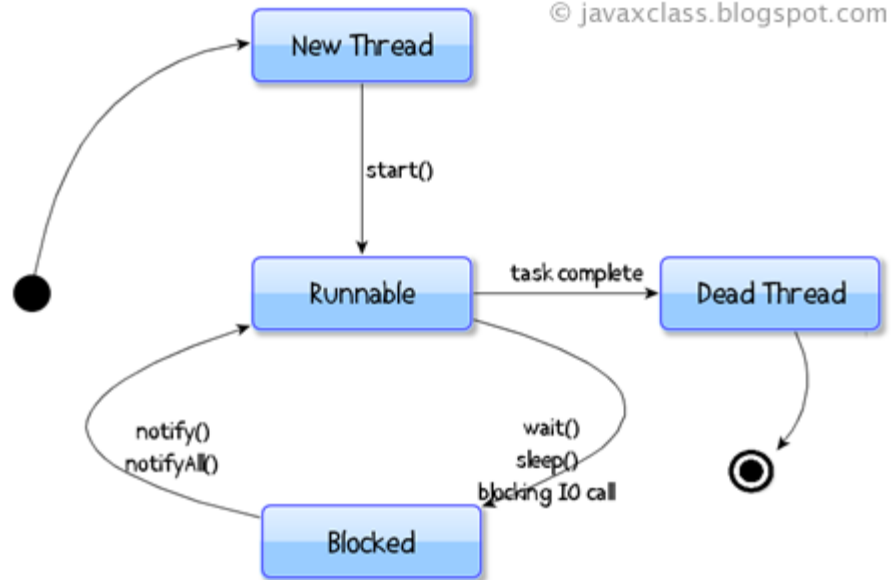 © javaxclass.blogspot.com
New Thread
start()
task complete
Runnable
Dead Thread
notify()
notifyAll()
wait()
sleep()
blocking IO call
Blocked